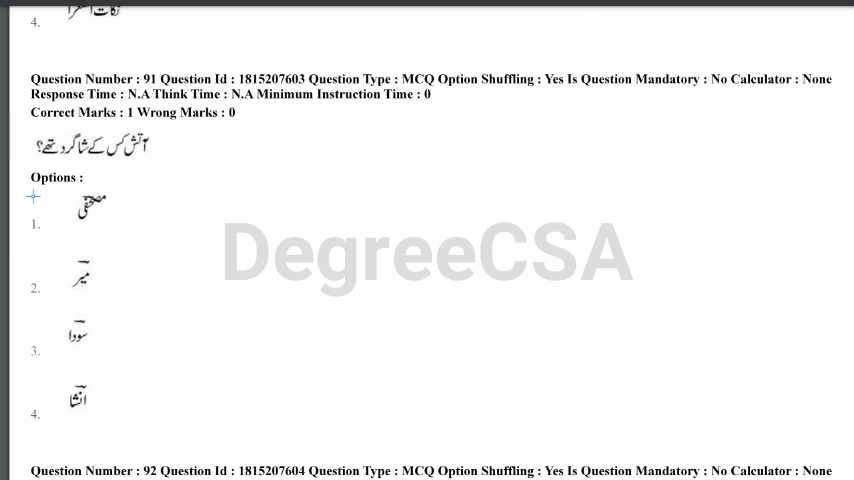 4. نکات الشعرا
Question Number : 91 Question Id : 1815207603 Question Type : MCQ Option Shuffling : Yes Is Question Mandatory : No Calculator : None
Response Time : N.A Think Time : N.A Minimum Instruction Time : 0
Correct Marks : 1 Wrong Marks : 0
آتش کس کے شاگرد تھے؟
Options :
1. مصحفی
DegreeCSA
2. میر
3. سودا
4. انشا
Question Number : 92 Question Id : 1815207604 Question Type : MCQ Option Shuffling : Yes Is Question Mandatory : No Calculator : None